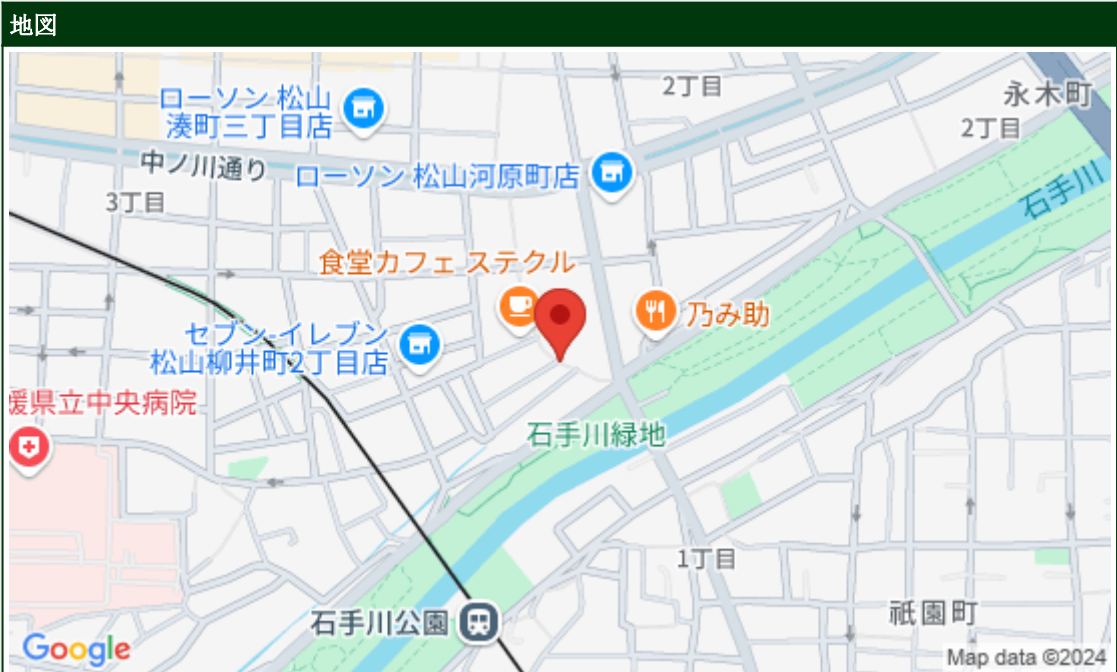 地図
2丁目
永木町
2丁目
ローソン 松山
湊町三丁目店
中ノ川通り
ローソン 松山河原町店
3丁目
石手川
食堂カフェ ステクル
乃み助
セブン-イレブン
松山柳井町2丁目店
媛県立中央病院
石手川緑地
1丁目
石手川公園
祇園町
Google
Map data ©2024